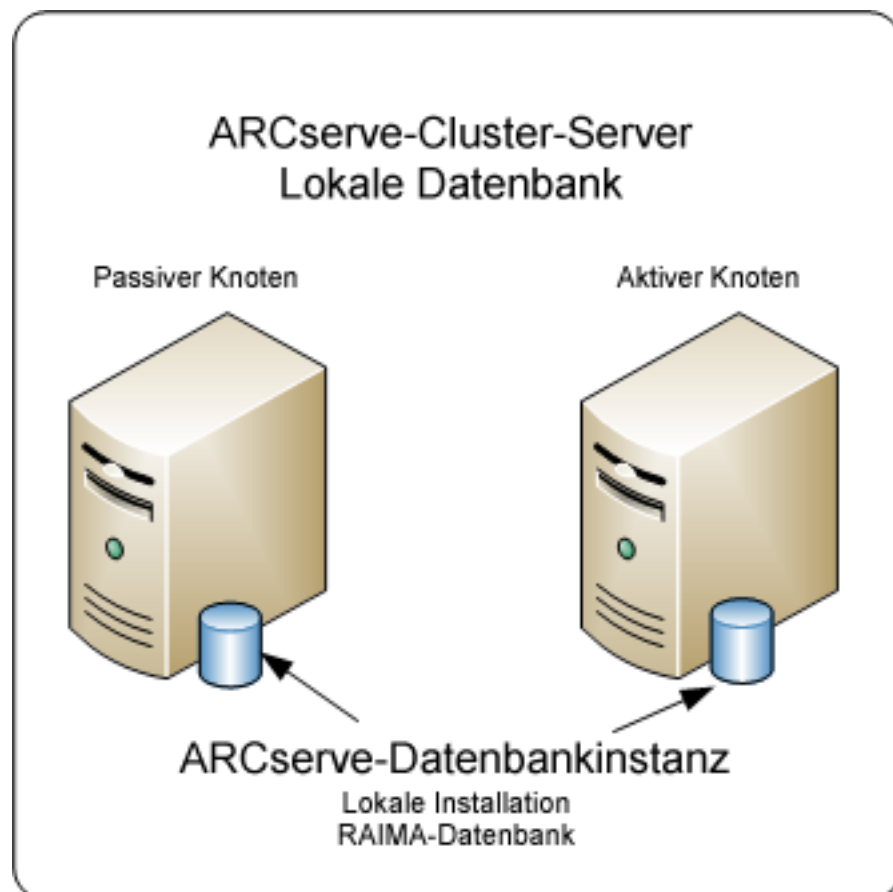 ARCserve-Cluster-Server
Lokale Datenbank
Passiver Knoten
Aktiver Knoten
ARCserve-Datenbankinstanz
Lokale Installation
RAIMA-Datenbank